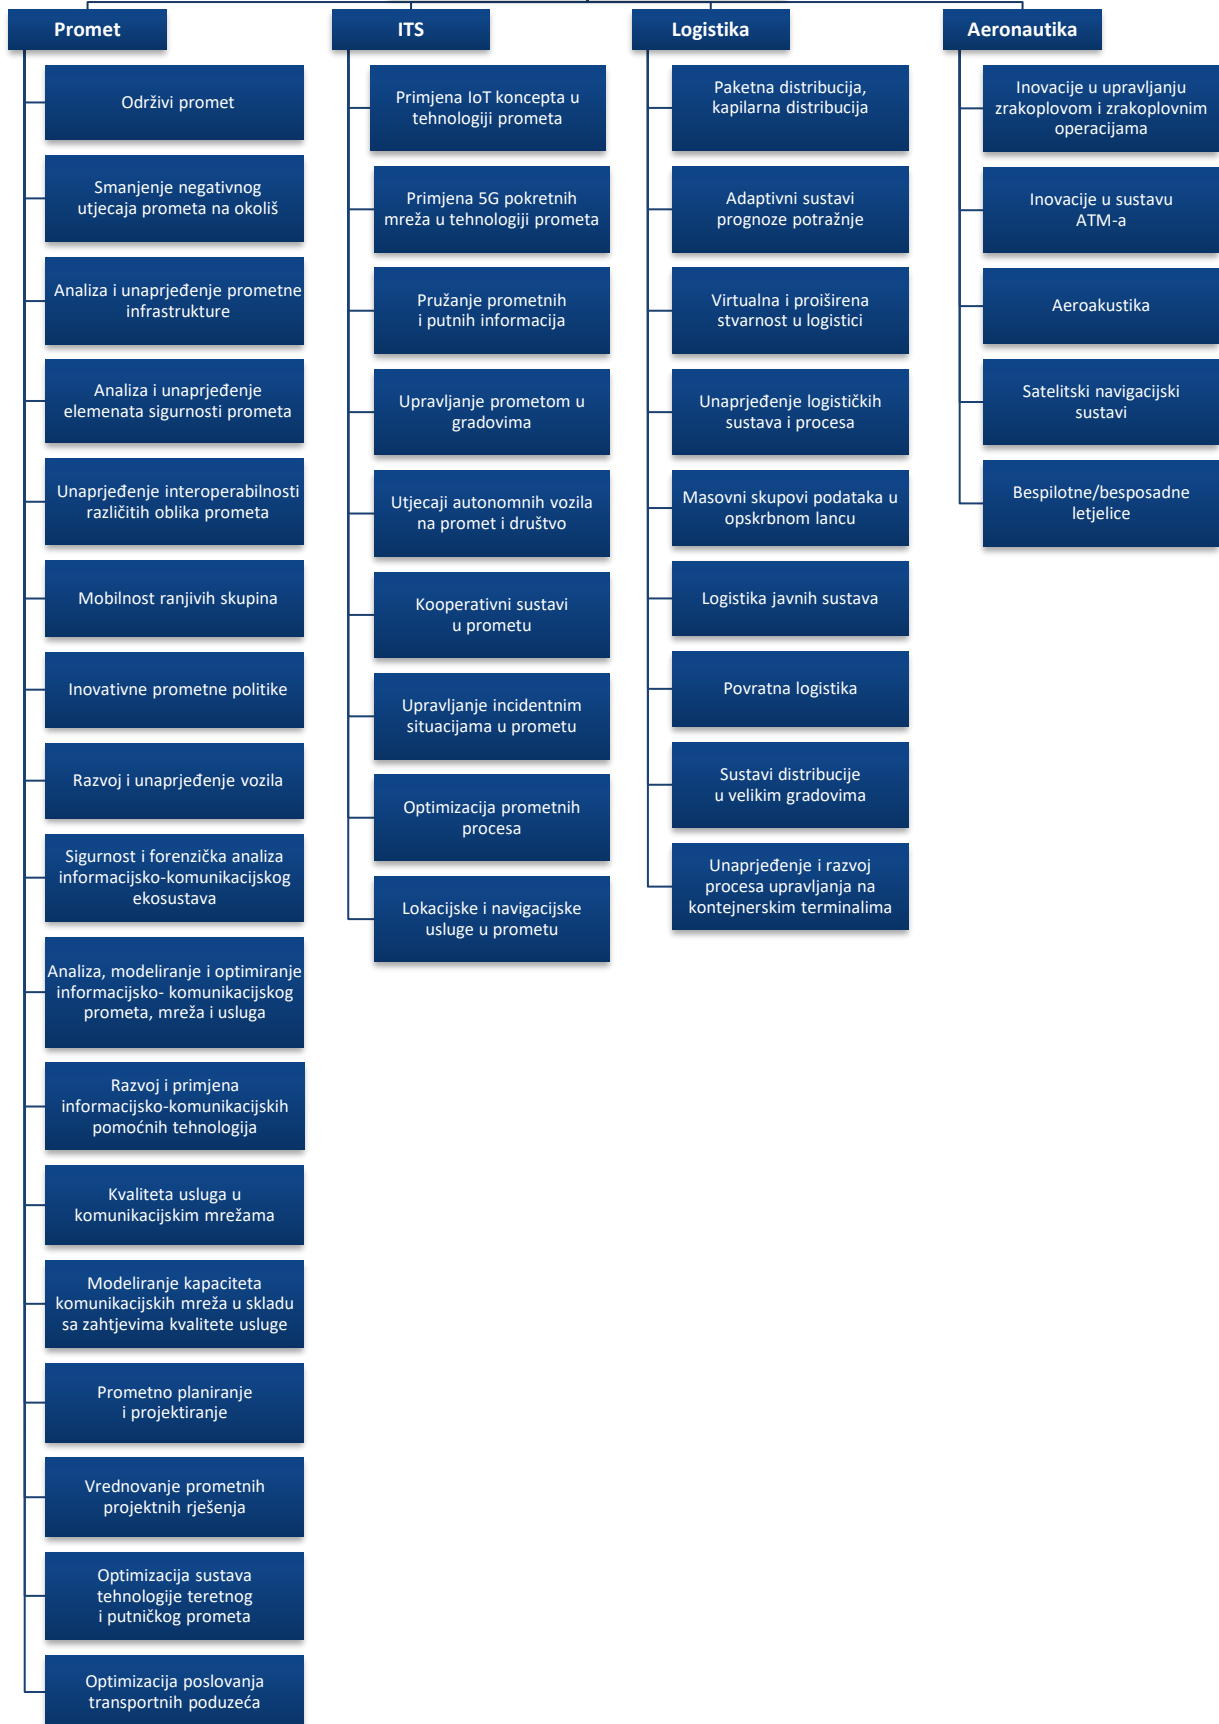 Promet
Održivi promet
Smanjenje negativnog
utjecaja prometa na okoliš
Analiza i unaprjeđenje prometne
infrastrukture
Analiza i unaprjeđenje
elemenata sigurnosti prometa
Unaprjeđenje interoperabilnosti
različitih oblika prometa
Mobilnost ranjivih skupina
Inovativne prometne politike
Razvoj i unaprjeđenje vozila
Sigurnost i forenzička analiza
informacijsko-komunikacijskog
ekosustava
Analiza, modeliranje i optimiranje
informacijsko- komunikacijskog
prometa, mreža i usluga
Razvoj i primjena
informacijsko-komunikacijskih
pomoćnih tehnologija
Kvaliteta usluga u
komunikacijskim mrežama
Modeliranje kapaciteta
komunikacijskih mreža u skladu
sa zahtjevima kvalitete usluge
Prometno planiranje
i projektiranje
Vrednovanje prometnih
projektnih rješenja
Optimizacija sustava
tehnologije teretnog
i putničkog prometa
Optimizacija poslovanja
transportnih poduzeća
ITS
Primjena IoT koncepta u
tehnologiji prometa
Primjena 5G pokretnih
mreža u tehnologiji prometa
Pružanje prometnih
i putnih informacija
Upravljanje prometom u
gradovima
Utjecaji autonomnih vozila
na promet i društvo
Kooperativni sustavi
u prometu
Upravljanje incidentnim
situacijama u prometu
Optimizacija prometnih
procesa
Lokacijske i navigacijske
usluge u prometu
Logistika
Paketna distribucija,
kapilarna distribucija
Adaptivni sustavi
prognoze potražnje
Virtualna i proiširena
stvarnost u logistici
Unaprjeđenje logističkih
sustava i procesa
Masovni skupovi podataka u
opskrbnom lancu
Logistika javnih sustava
Povratna logistika
Sustavi distribucije
u velikim gradovima
Unaprjeđenje i razvoj
procesa upravljanja na
kontejnerskim terminalima
Aeronautika
Inovacije u upravljanju
zrakoplovom i zrakoplovnim
operacijama
Inovacije u sustavu
ATM-a
Aeroakustika
Satelitski navigacijski
sustavi
Bespilotne/besposadne
letjelice